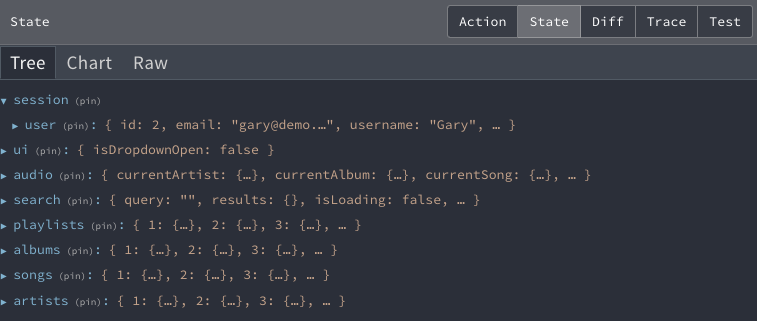 State Action State Diff Trace Test
Tree Chart Raw
▼ session (pin)
▶ user (pin): { id: 2, email: "gary@demo.…", username: "Gary", … }
▶ ui (pin): { isDropdownOpen: false }
▶ audio (pin): { currentArtist: {…}, currentAlbum: {…}, currentSong: {…}, … }
▶ search (pin): { query: "", results: {}, isLoading: false, … }
▶ playlists (pin): { 1: {…}, 2: {…}, 3: {…}, … }
▶ albums (pin): { 1: {…}, 2: {…}, 3: {…}, … }
▶ songs (pin): { 1: {…}, 2: {…}, 3: {…}, … }
▶ artists (pin): { 1: {…}, 2: {…}, 3: {…}, … }